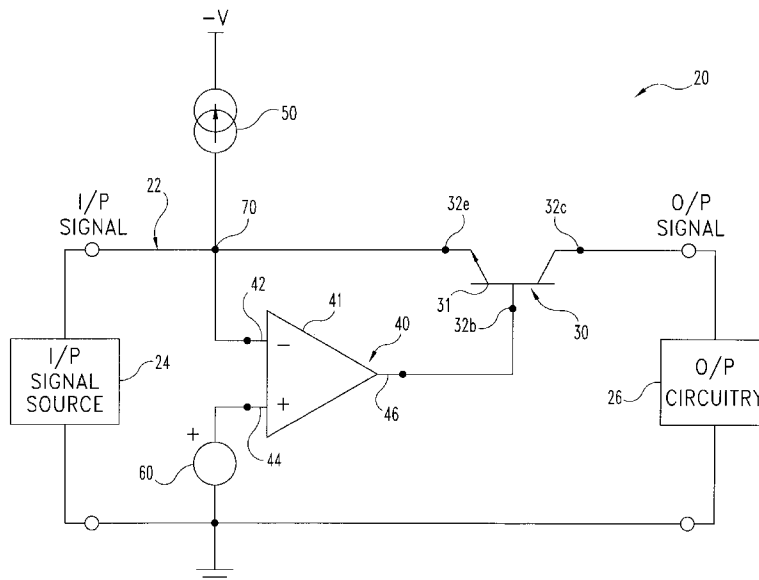 -V
20
50
I/P
SIGNAL
22
70
32e
32c
O/P
SIGNAL
42
41
40
31
32b
30
I/P
SIGNAL
SOURCE
24
−
+
46
44
+
60
26
O/P
CIRCUITRY